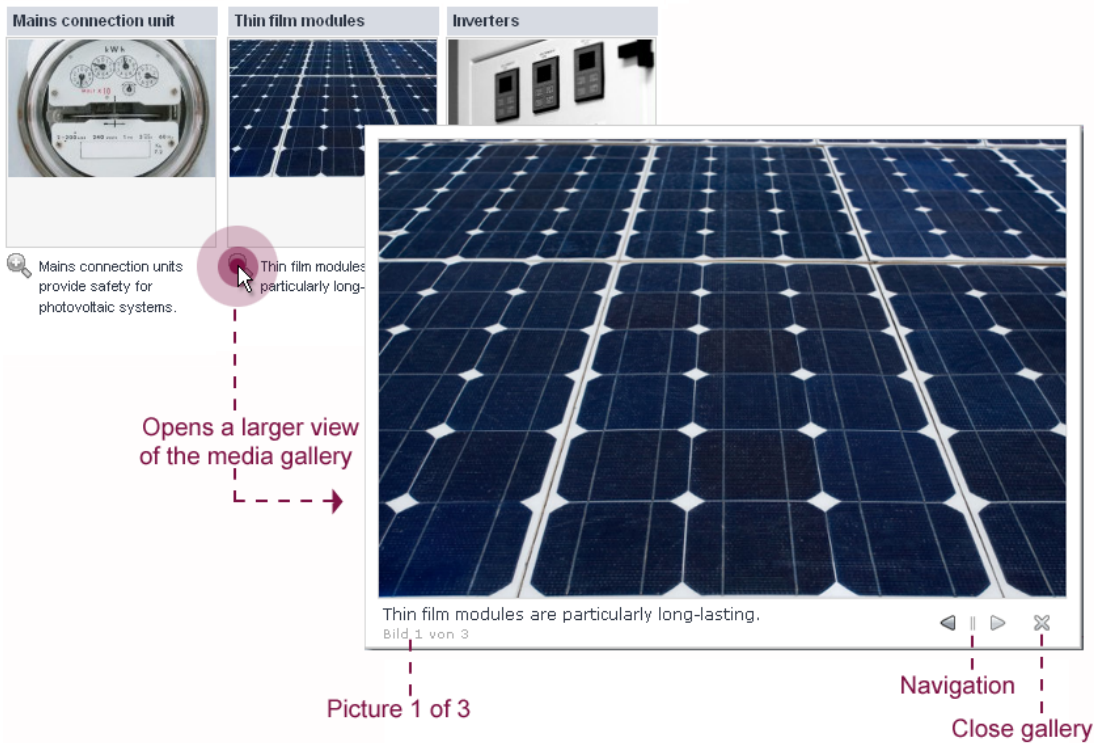 Mains connection unit
Thin film modules
Inverters
kWh
Mains connection units
provide safety for
photovoltaic systems.
Thin film modules
particularly long-
Opens a larger view
of the media gallery
Thin film modules are particularly long-lasting.
Bild 1 von 3
Picture 1 of 3
Navigation
Close gallery